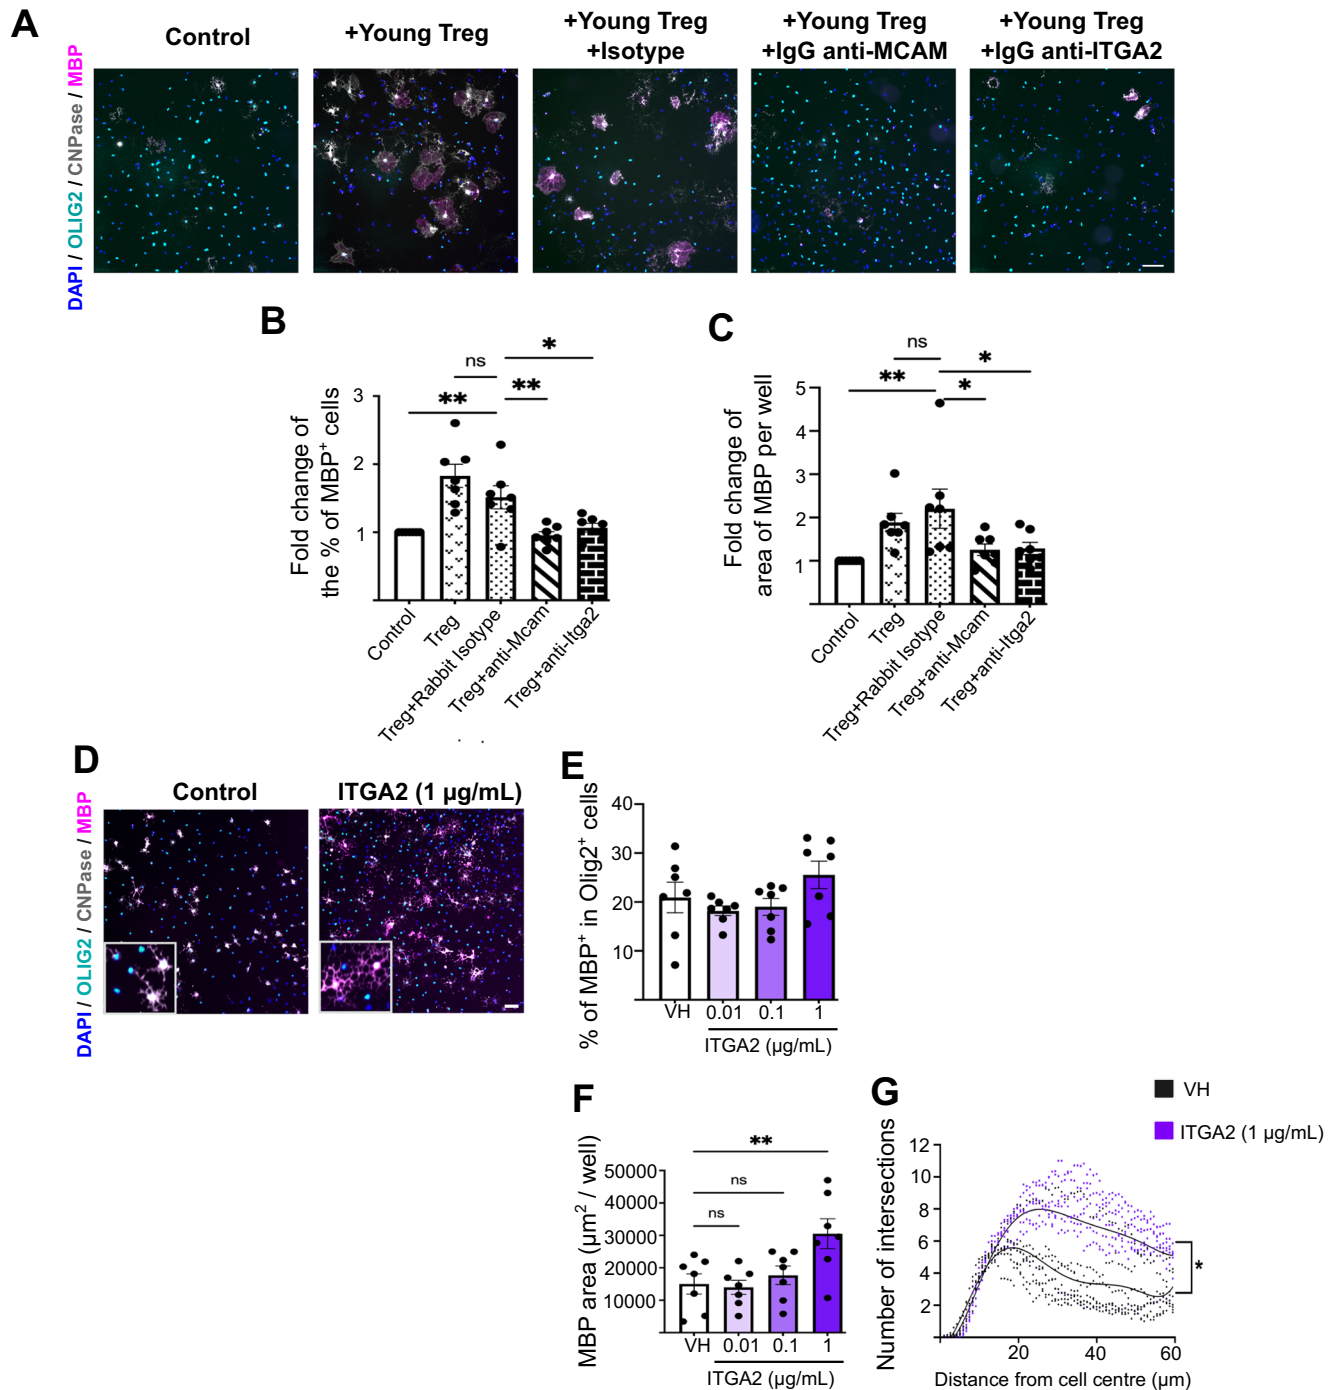 A
Control
+Young Treg
+Young Treg
+Isotype
+Young Treg
+IgG anti-MCAM
+Young Treg
+IgG anti-ITGA2
DAPI / OLIG2 / CNPase / MBP
B
Fold change of
the % of MBP+ cells
3
2
1
**
ns
**
*
Control
Treg
Treg+Rabbit Isotype
Treg+anti-Mcam
Treg+anti-Itga2
C
Fold change of
area of MBP per well
5
4
3
2
1
**
ns
*
*
Control
Treg
Treg+Rabbit Isotype
Treg+anti-Mcam
Treg+anti-Itga2
D
Control
ITGA2 (1 µg/mL)
DAPI / OLIG2 / CNPase / MBP
E
% of MBP+ in Olig2+ cells
40
30
20
10
VH
0.01
0.1
1
ITGA2 (µg/mL)
F
MBP area (µm2 / well)
50000
40000
30000
20000
10000
**
ns
ns
VH
0.01
0.1
1
ITGA2 (µg/mL)
G
VH
ITGA2 (1 µg/mL)
Number of intersections
12
10
8
6
4
2
*
20
40
60
Distance from cell centre (µm)